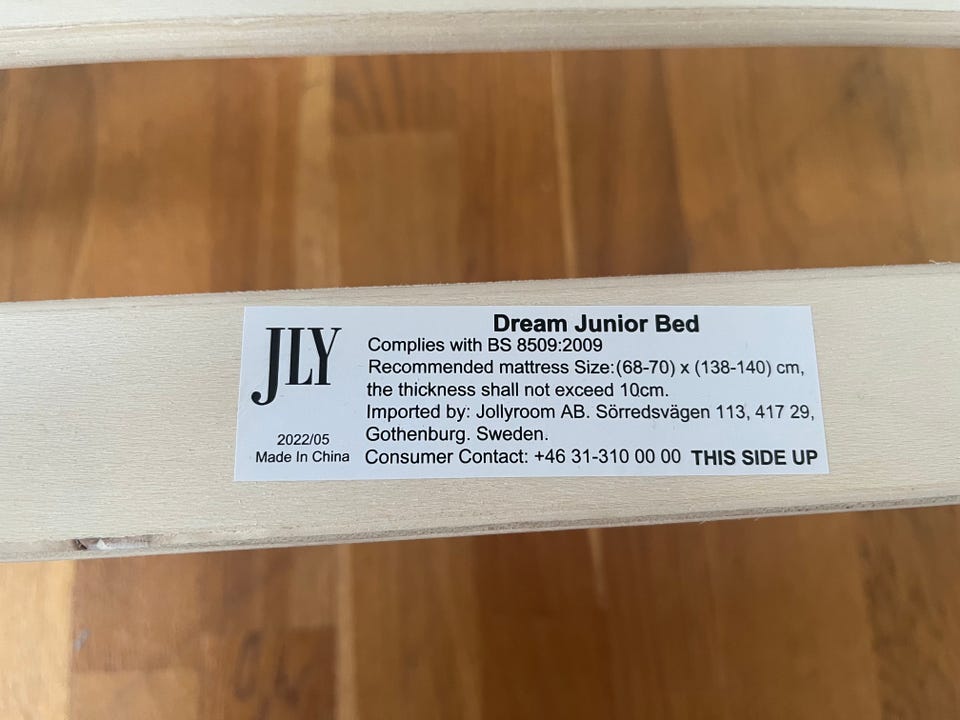 JLY
2022/05
Made In China
Dream Junior Bed
Complies with BS 8509:2009
Recommended mattress Size:(68-70) x (138-140) cm,
the thickness shall not exceed 10cm.
Imported by: Jollyroom AB. Sörredsvägen 113, 417 29,
Gothenburg. Sweden.
Consumer Contact: +46 31-310 00 00 THIS SIDE UP